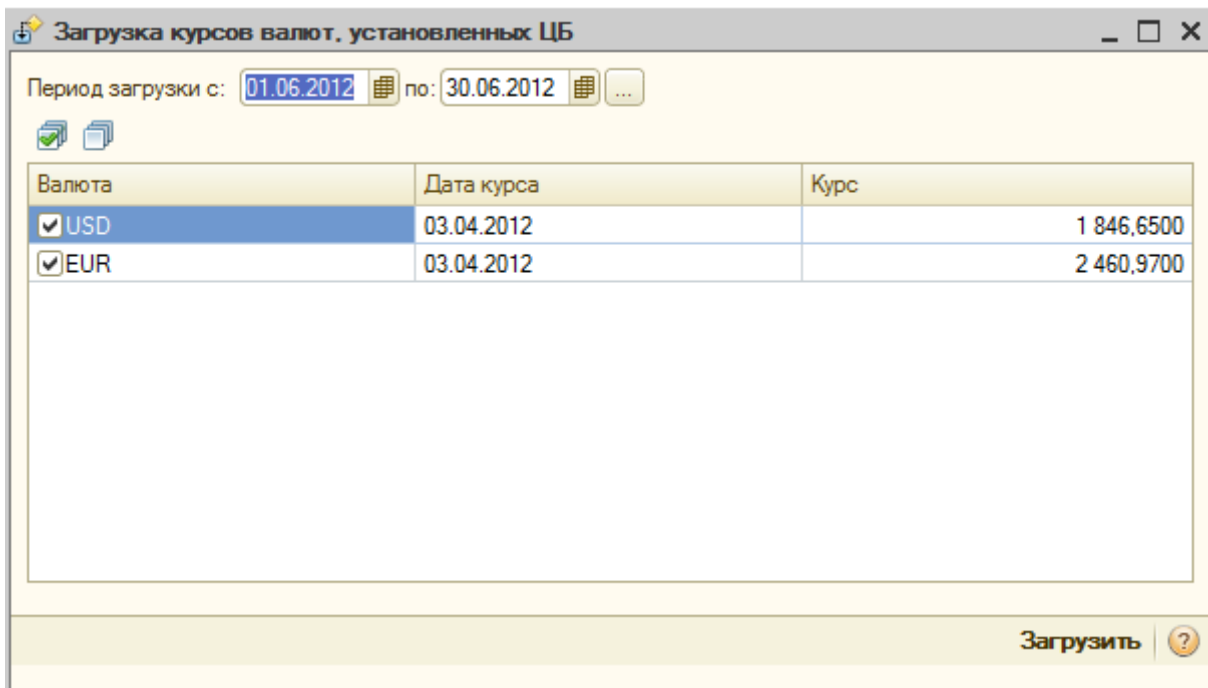 Загрузка курсов валют, установленных ЦБ
Период загрузки с: 01.06.2012 по: 30.06.2012 ...
Валюта Дата курса Курс
USD 03.04.2012 1 846,6500
EUR 03.04.2012 2 460,9700
Загрузить ?